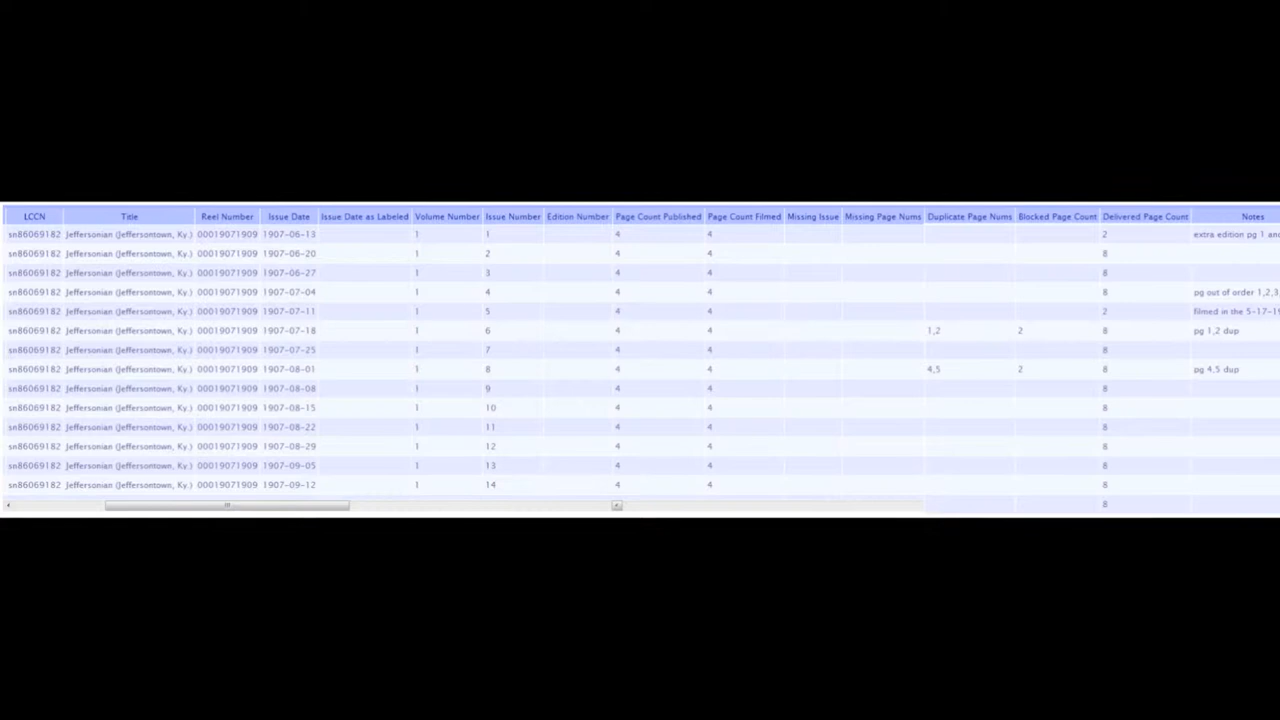 LCCN Title Reel Number Issue Date Issue Date as Labeled Volume Number Issue Number Edition Number Page Count Published Page Count Filmed Missing Issue Missing Page Nums Duplicate Page Nums Blocked Page Count Delivered Page Count Notes
sn86069182 Jeffersonian (Jeffersontown, Ky.) 00019071909 1907-06-13 1 1 4 4 2 extra edition pg 1 and
sn86069182 Jeffersonian (Jeffersontown, Ky.) 00019071909 1907-06-20 1 2 4 4 8
sn86069182 Jeffersonian (Jeffersontown, Ky.) 00019071909 1907-06-27 1 3 4 4 8
sn86069182 Jeffersonian (Jeffersontown, Ky.) 00019071909 1907-07-04 1 4 4 4 8 pg out of order 1,2,3,
sn86069182 Jeffersonian (Jeffersontown, Ky.) 00019071909 1907-07-11 1 5 4 4 2 filmed in the 5-17-19
sn86069182 Jeffersonian (Jeffersontown, Ky.) 00019071909 1907-07-18 1 6 4 4 1,2 2 8 pg 1,2 dup
sn86069182 Jeffersonian (Jeffersontown, Ky.) 00019071909 1907-07-25 1 7 4 4 8
sn86069182 Jeffersonian (Jeffersontown, Ky.) 00019071909 1907-08-01 1 8 4 4 4,5 2 8 pg 4,5 dup
sn86069182 Jeffersonian (Jeffersontown, Ky.) 00019071909 1907-08-08 1 9 4 4 8
sn86069182 Jeffersonian (Jeffersontown, Ky.) 00019071909 1907-08-15 1 10 4 4 8
sn86069182 Jeffersonian (Jeffersontown, Ky.) 00019071909 1907-08-22 1 11 4 4 8
sn86069182 Jeffersonian (Jeffersontown, Ky.) 00019071909 1907-08-29 1 12 4 4 8
sn86069182 Jeffersonian (Jeffersontown, Ky.) 00019071909 1907-09-05 1 13 4 4 8
sn86069182 Jeffersonian (Jeffersontown, Ky.) 00019071909 1907-09-12 1 14 4 4 8
8